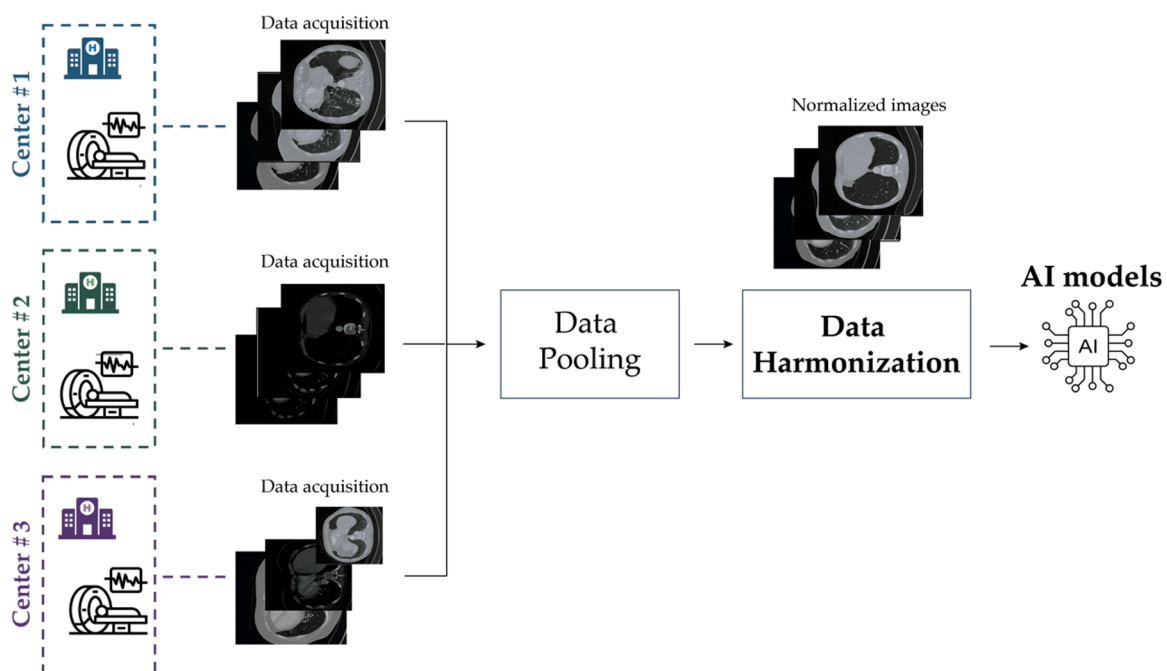 Center #1
H
Data acquisition
Center #2
H
Data acquisition
Center #3
H
Data acquisition
Data
Pooling
Normalized images
Data
Harmonization
AI models
AI